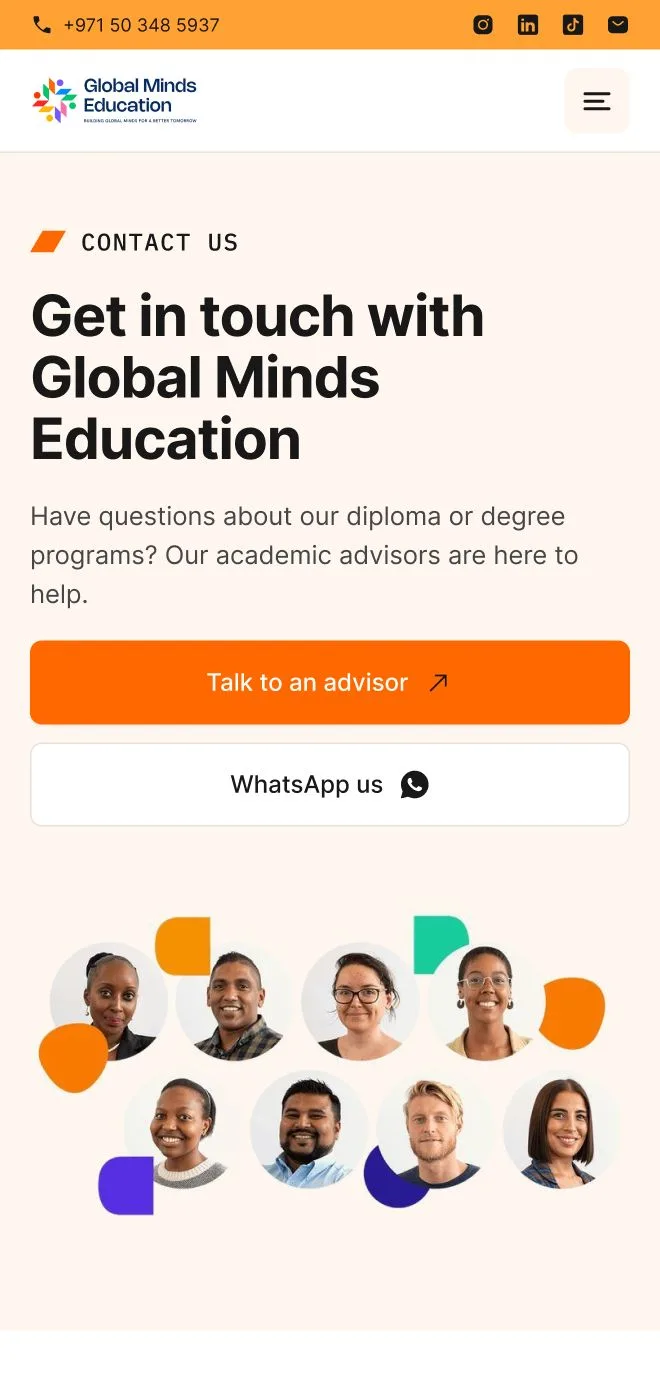 +971 50 348 5937
Global Minds
Education
BUILDING GLOBAL MINDS FOR A BETTER TOMORROW
CONTACT US
Get in touch with
Global Minds
Education
Have questions about our diploma or degree
programs? Our academic advisors are here to
help.
Talk to an advisor
WhatsApp us